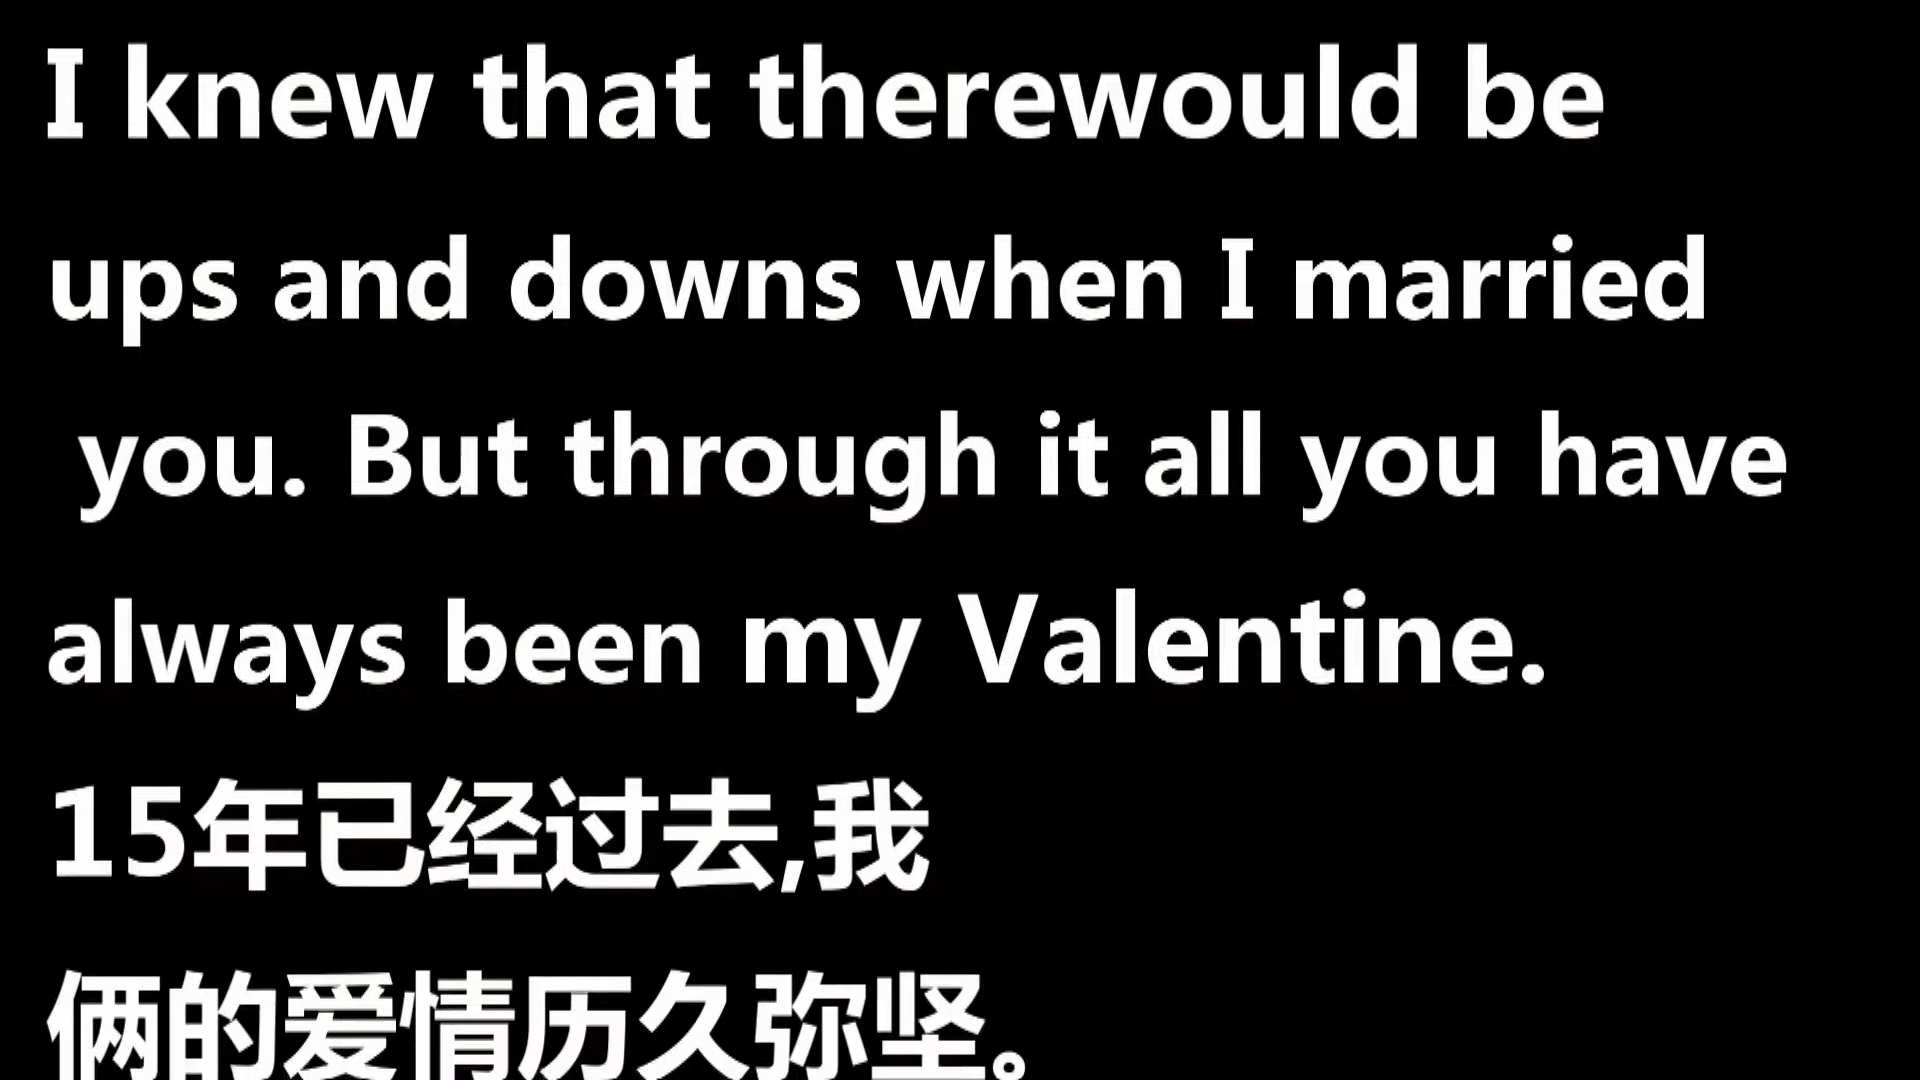 I knew that therewould be
ups and downs when I married
you. But through it all you have
always been my Valentine.
15年已经过去,我
俩的爱情历久弥坚。